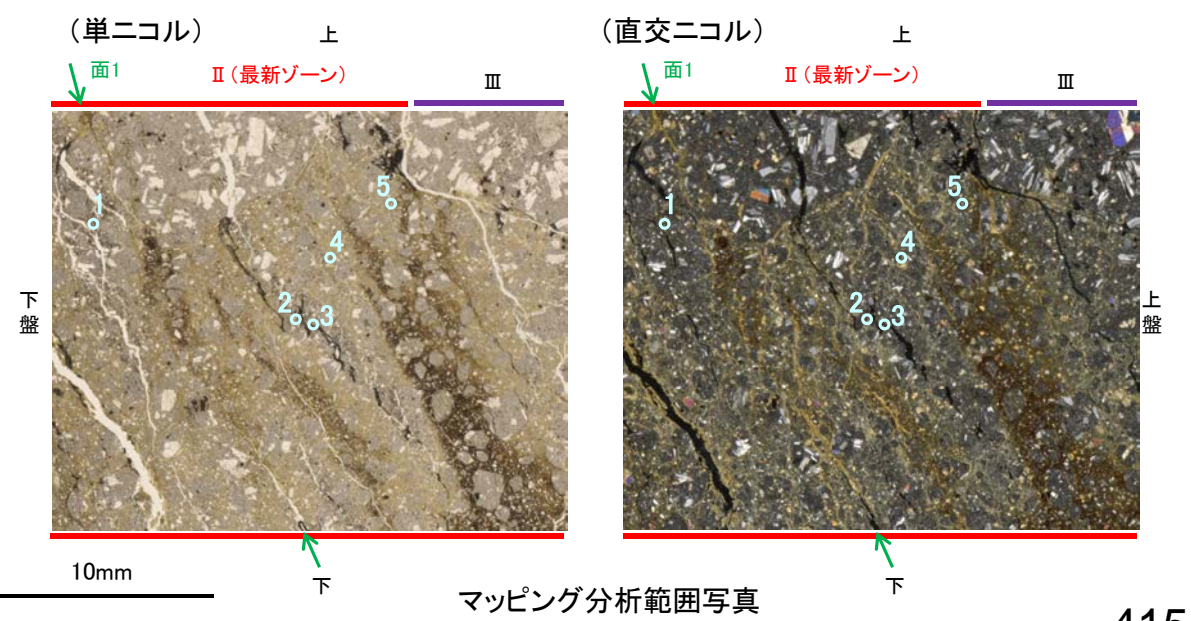 （単ニコル）
上
面1
Ⅱ（最新ゾーン）
Ⅲ
1
5
4
2
3
下盤
10mm
下
（直交ニコル）
上
面1
Ⅱ（最新ゾーン）
Ⅲ
1
5
4
2
3
上盤
下
マッピング分析範囲写真
415